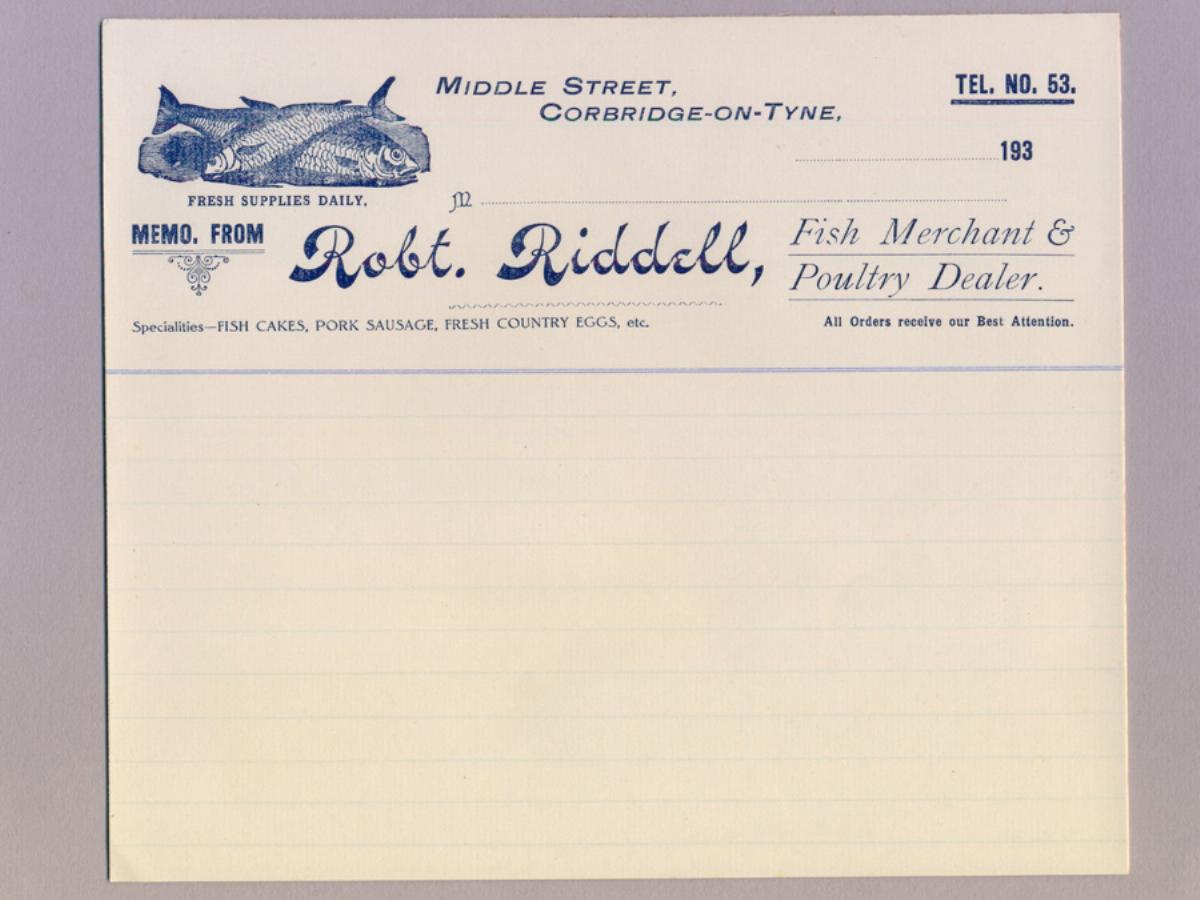 MIDDLE STREET,
CORBRIDGE-ON-TYNE,
TEL. NO. 53.
193
FRESH SUPPLIES DAILY.
M
MEMO. FROM
Robt. Riddell,
Fish Merchant &
Poultry Dealer.
Specialities—FISH CAKES, PORK SAUSAGE, FRESH COUNTRY EGGS, etc.
All Orders receive our Best Attention.